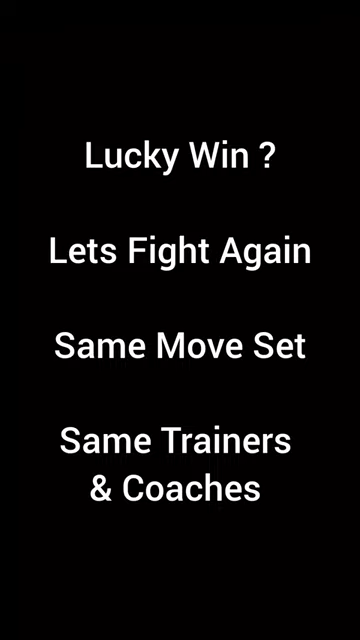 Lucky Win ?
Lets Fight Again
Same Move Set
Same Trainers
& Coaches